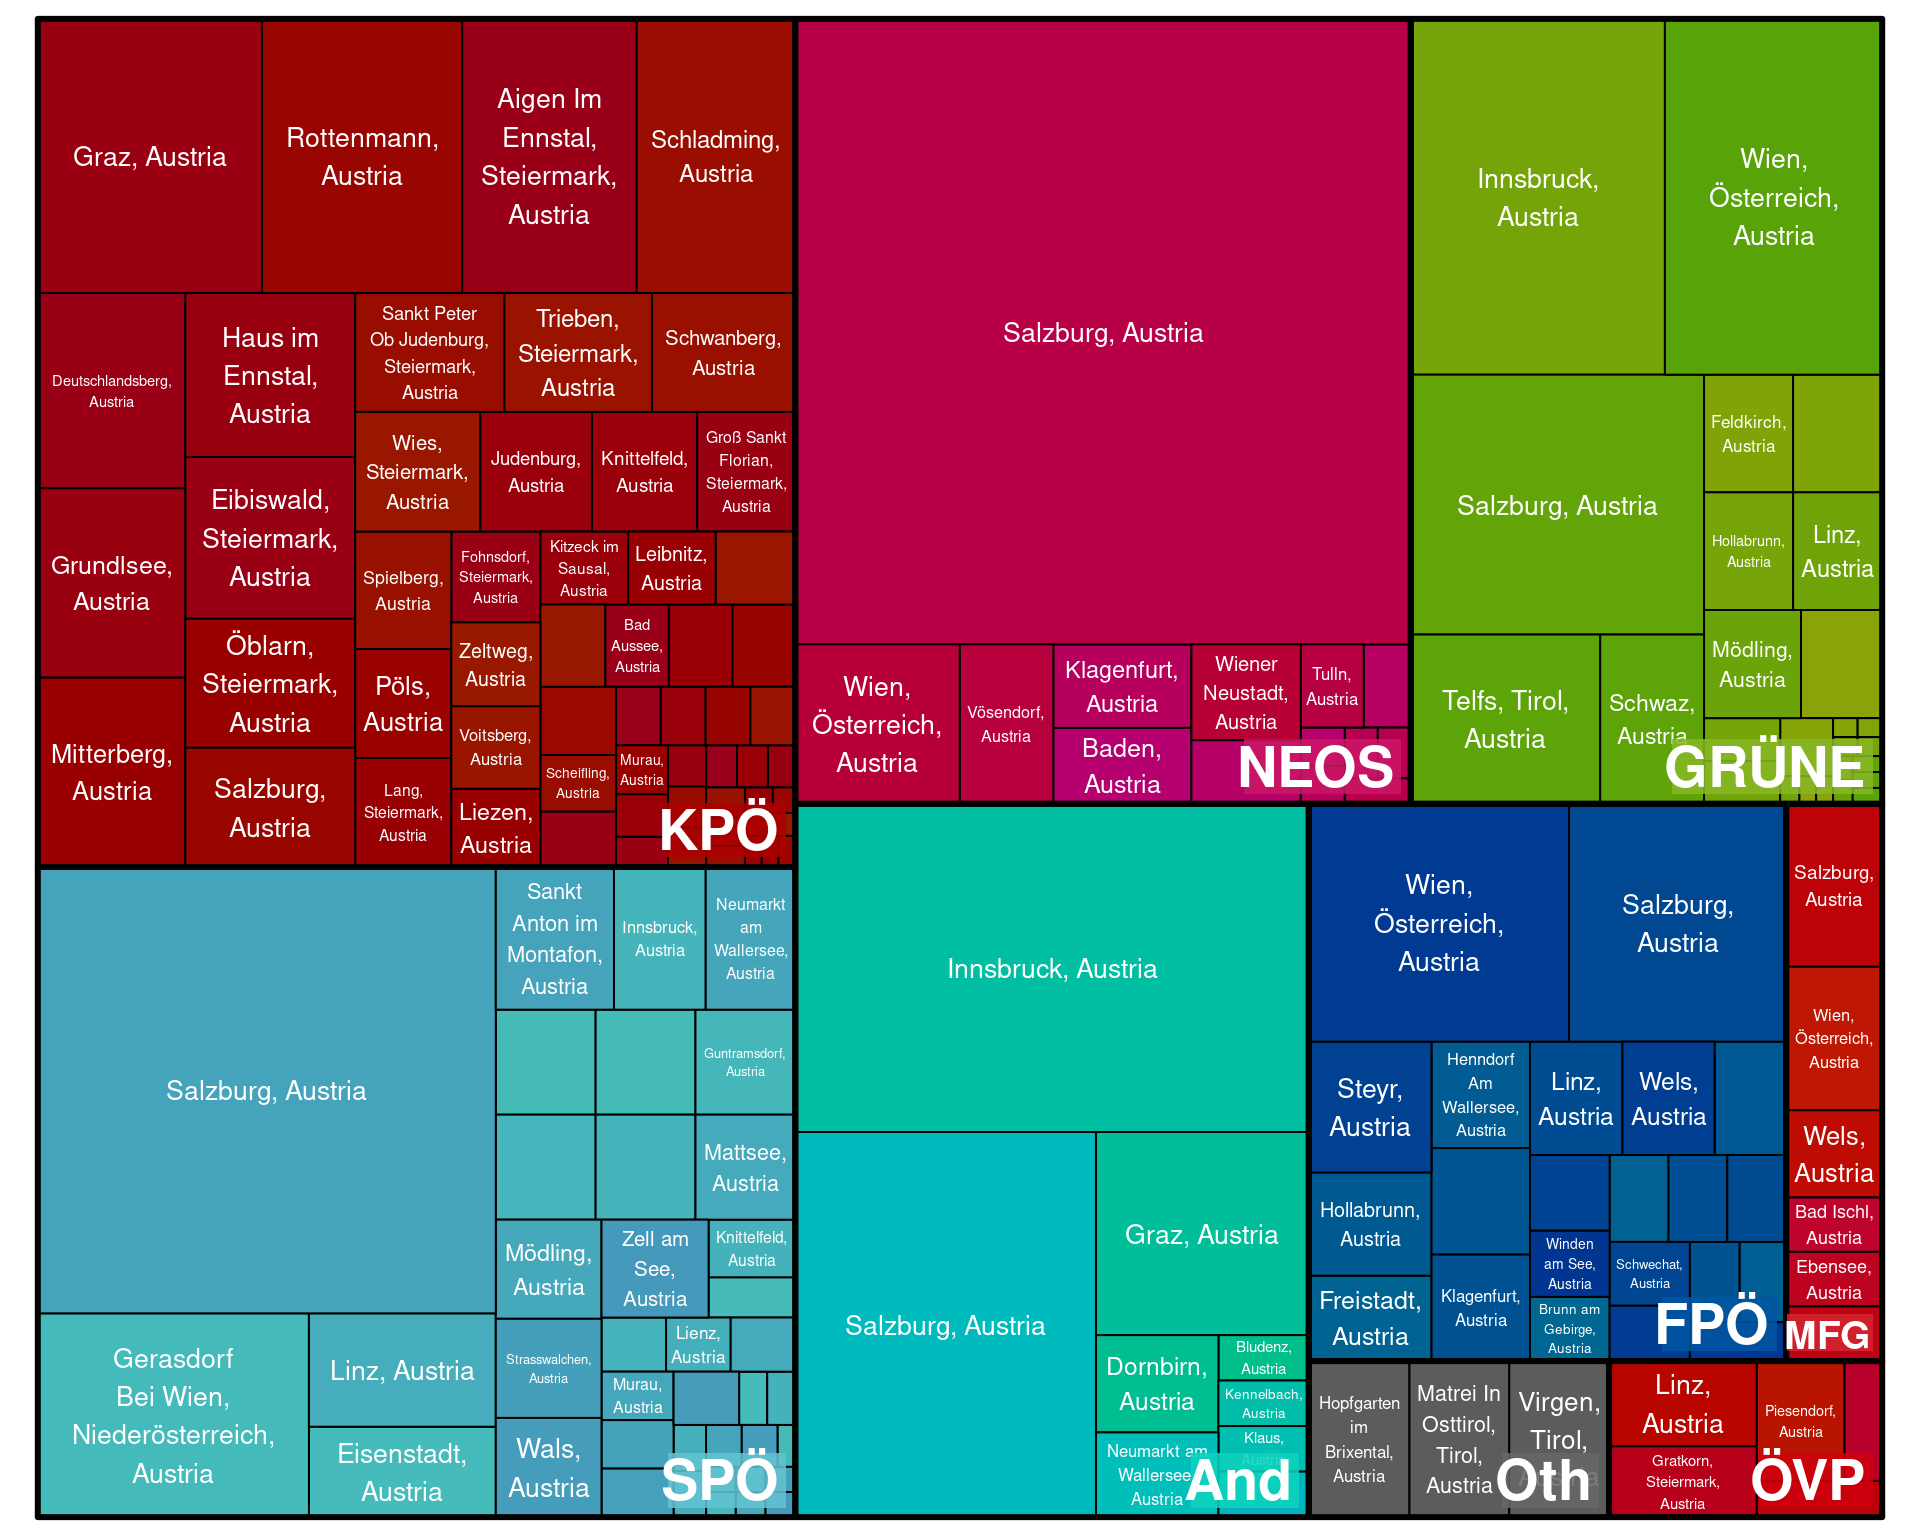 Graz, Austria
Rottenmann,
Austria
Aigen Im
Ennstal,
Steiermark,
Austria
Schladming,
Austria
Deutschlandsberg,
Austria
Haus im
Ennstal,
Austria
Sankt Peter
Ob Judenburg,
Steiermark,
Austria
Trieben,
Steiermark,
Austria
Schwanberg,
Austria
Wies,
Steiermark,
Austria
Judenburg,
Austria
Knittelfeld,
Austria
Groß Sankt
Florian,
Steiermark,
Austria
Grundlsee,
Austria
Eibiswald,
Steiermark,
Austria
Spielberg,
Austria
Fohnsdorf,
Steiermark,
Austria
Kitzeck im
Sausal,
Austria
Leibnitz,
Austria
Öblarn,
Steiermark,
Austria
Zeltweg,
Austria
Bad
Aussee,
Austria
Mitterberg,
Austria
Pöls,
Austria
Voitsberg,
Austria
Salzburg,
Austria
Lang,
Steiermark,
Austria
Liezen,
Austria
Scheifling,
Austria
Murau,
Austria
KPÖ
Salzburg, Austria
Wien,
Österreich,
Austria
Vösendorf,
Austria
Klagenfurt,
Austria
Baden,
Austria
Wiener
Neustadt,
Austria
Tulln,
Austria
NEOS
Innsbruck,
Austria
Wien,
Österreich,
Austria
Salzburg, Austria
Feldkirch,
Austria
Hollabrunn,
Austria
Linz,
Austria
Mödling,
Austria
Telfs, Tirol,
Austria
Schwaz,
Austria
GRÜNE
Salzburg, Austria
Sankt
Anton im
Montafon,
Austria
Innsbruck,
Austria
Neumarkt
am
Wallersee,
Austria
Guntramsdorf,
Austria
Mattsee,
Austria
Mödling,
Austria
Zell am
See,
Austria
Knittelfeld,
Austria
Lienz,
Austria
Strasswalchen,
Austria
Murau,
Austria
Gerasdorf
Bei Wien,
Niederösterreich,
Austria
Linz, Austria
Eisenstadt,
Austria
Wals,
Austria
SPÖ
Innsbruck, Austria
Salzburg, Austria
Graz, Austria
Dornbirn,
Austria
Bludenz,
Austria
Kennelbach,
Austria
Klaus,
Austria
Neumarkt am
Wallersee,
Austria
And
Wien,
Österreich,
Austria
Salzburg,
Austria
Steyr,
Austria
Henndorf
Am
Wallersee,
Austria
Linz,
Austria
Wels,
Austria
Hollabrunn,
Austria
Winden
am See,
Austria
Schwechat,
Austria
Freistadt,
Austria
Klagenfurt,
Austria
Brunn am
Gebirge,
Austria
FPÖ
Salzburg,
Austria
Wien,
Österreich,
Austria
Wels,
Austria
Bad Ischl,
Austria
Ebensee,
Austria
MFG
Hopfgarten
im
Brixental,
Austria
Matrei In
Osttirol,
Tirol,
Austria
Virgen,
Tirol,
Austria
Oth
Linz,
Austria
Piesendorf,
Austria
Gratkorn,
Steiermark,
Austria
ÖVP